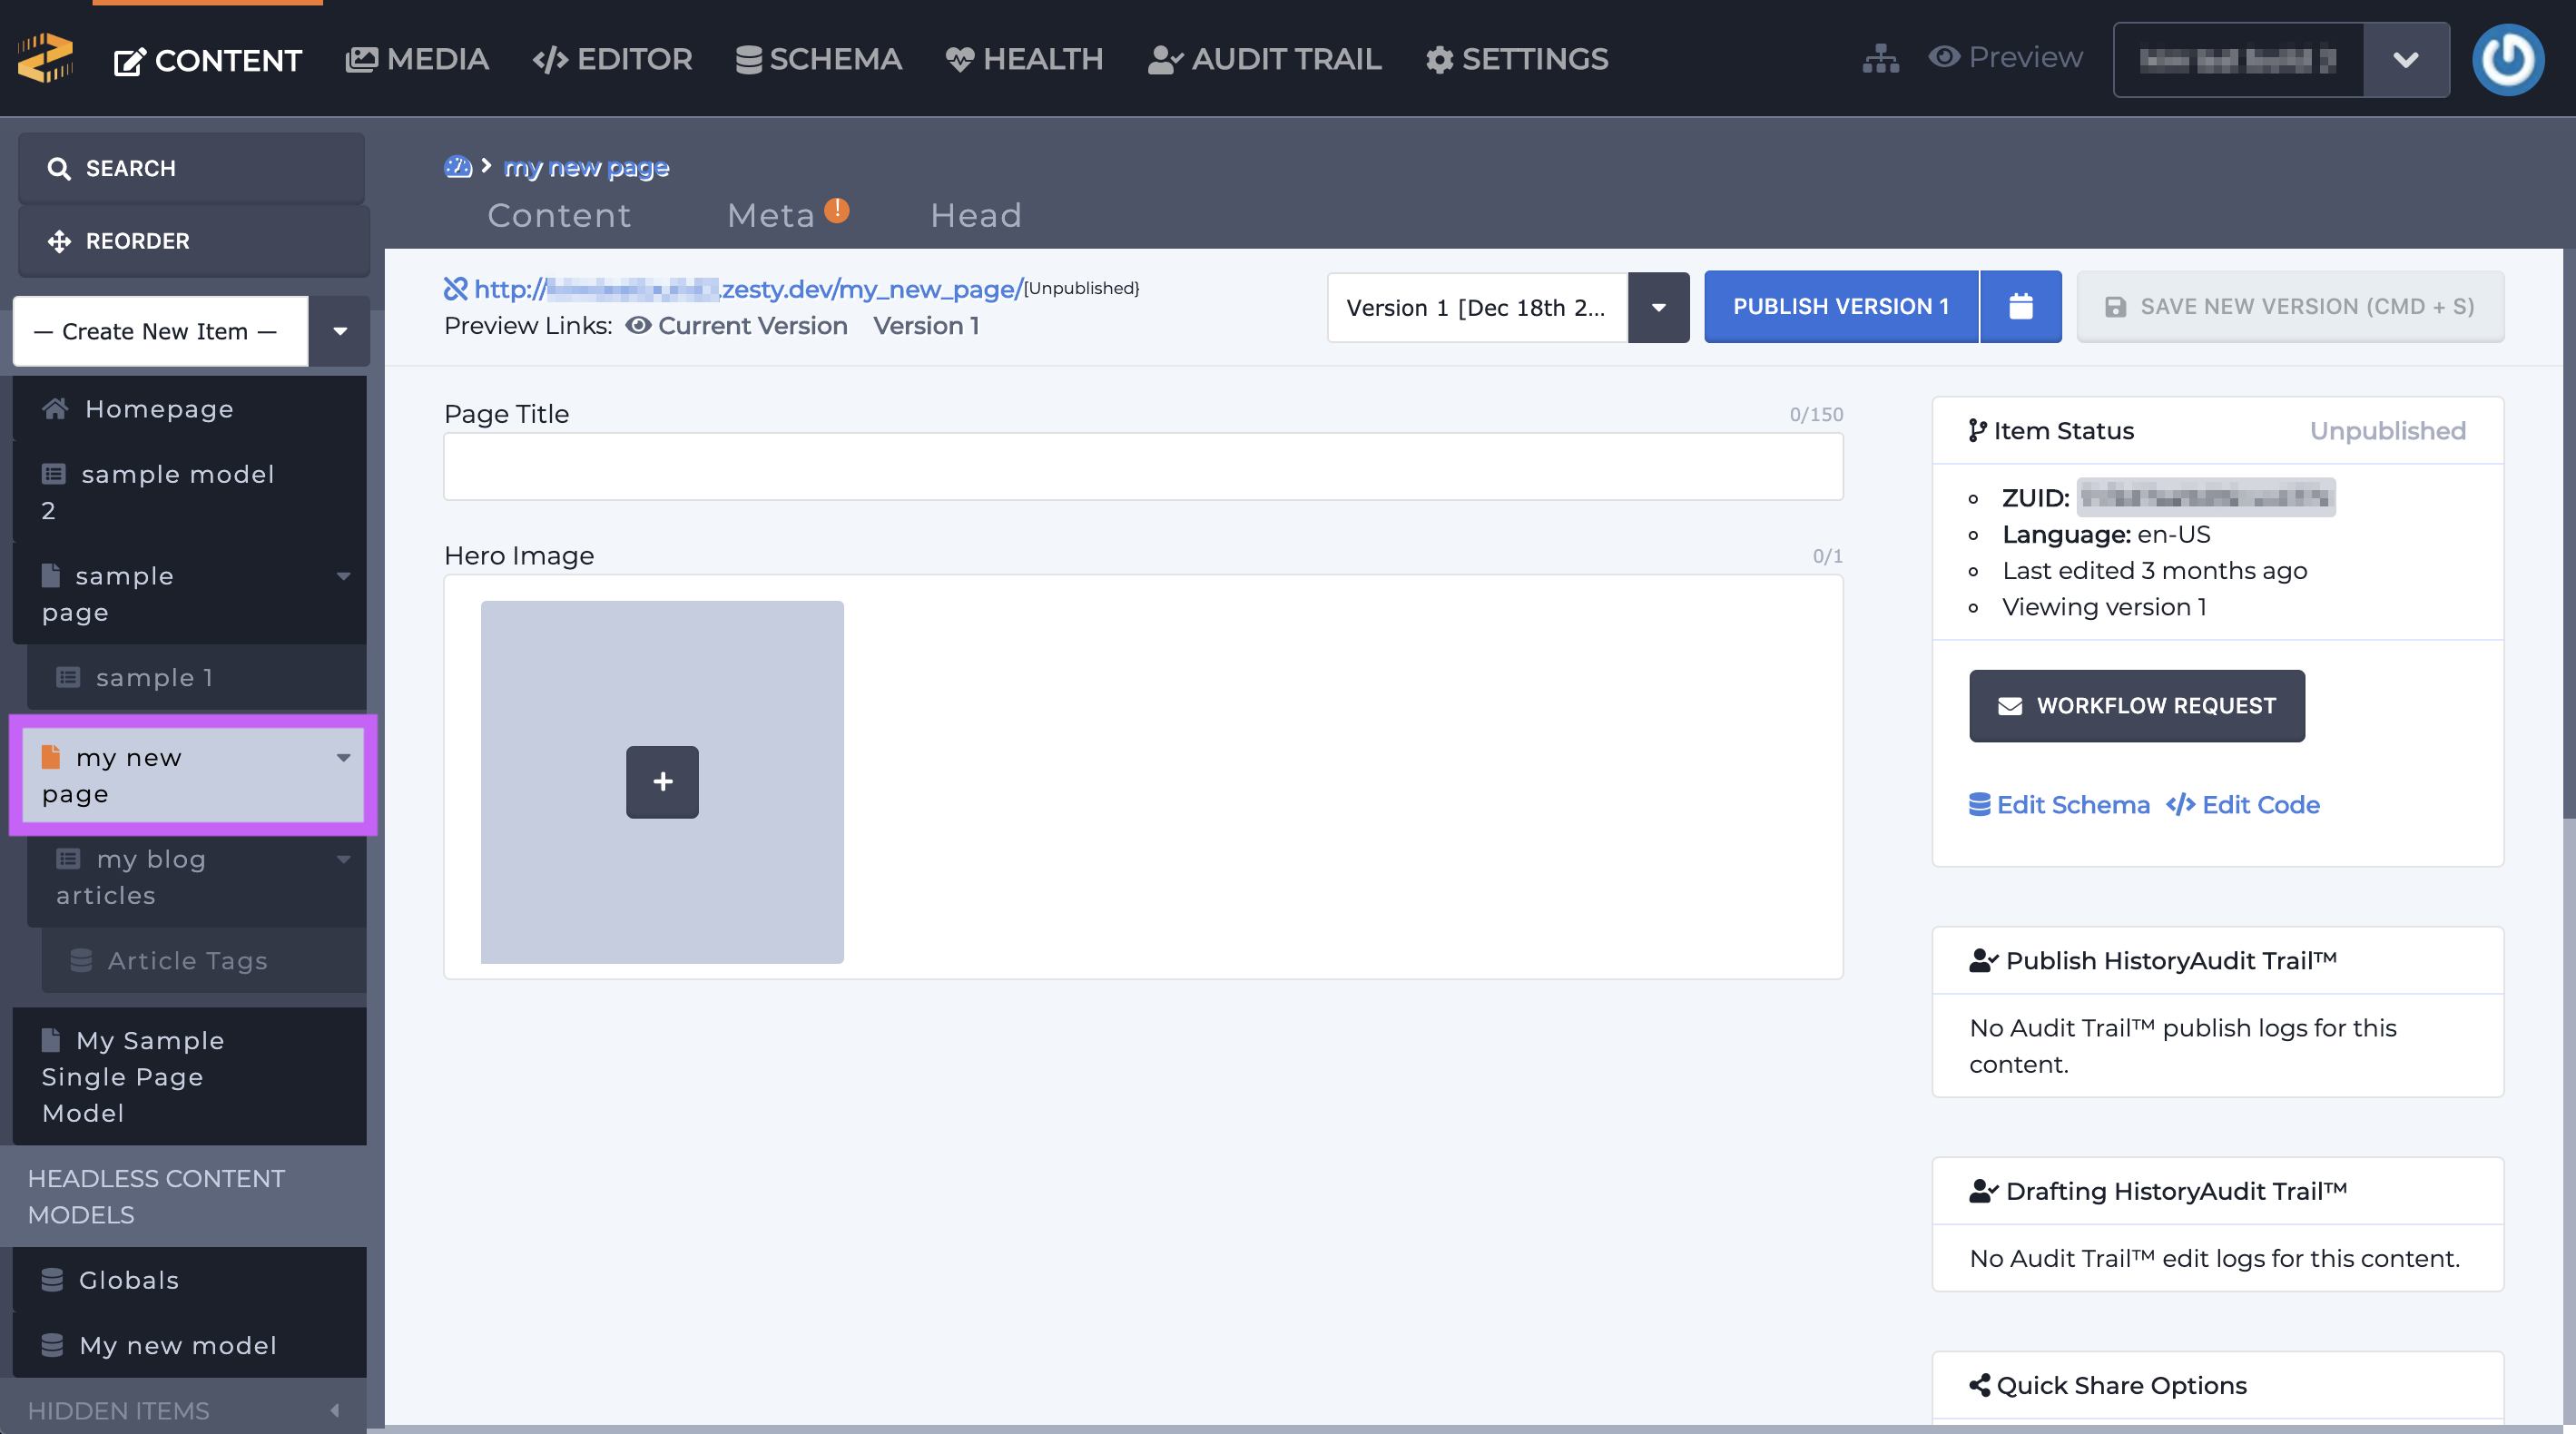 CONTENT MEDIA EDITOR SCHEMA HEALTH AUDIT TRAIL SETTINGS Preview
SEARCH
REORDER
— Create New Item —
Homepage
sample model
2
sample
page
sample 1
my new
page
my blog
articles
Article Tags
My Sample
Single Page
Model
HEADLESS CONTENT
MODELS
Globals
My new model
HIDDEN ITEMS
my new page
Content Meta Head
http:// .zesty.dev/my_new_page/[Unpublished}
Preview Links: Current Version Version 1
Version 1 [Dec 18th 2...
PUBLISH VERSION 1
SAVE NEW VERSION (CMD + S)
Page Title 0/150
Hero Image 0/1
+
Item Status Unpublished
ZUID:
Language: en-US
Last edited 3 months ago
Viewing version 1
WORKFLOW REQUEST
Edit Schema </> Edit Code
Publish HistoryAudit Trail™
No Audit Trail™ publish logs for this
content.
Drafting HistoryAudit Trail™
No Audit Trail™ edit logs for this content.
Quick Share Options